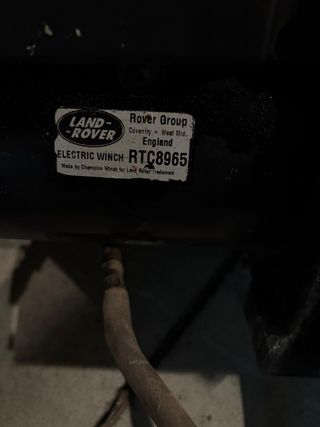 LAND-
-ROVER
Rover Group
Coventry - West Mid.
England
ELECTRIC WINCH RTC8965
Made by Champion Winch for Land Rover Trademark